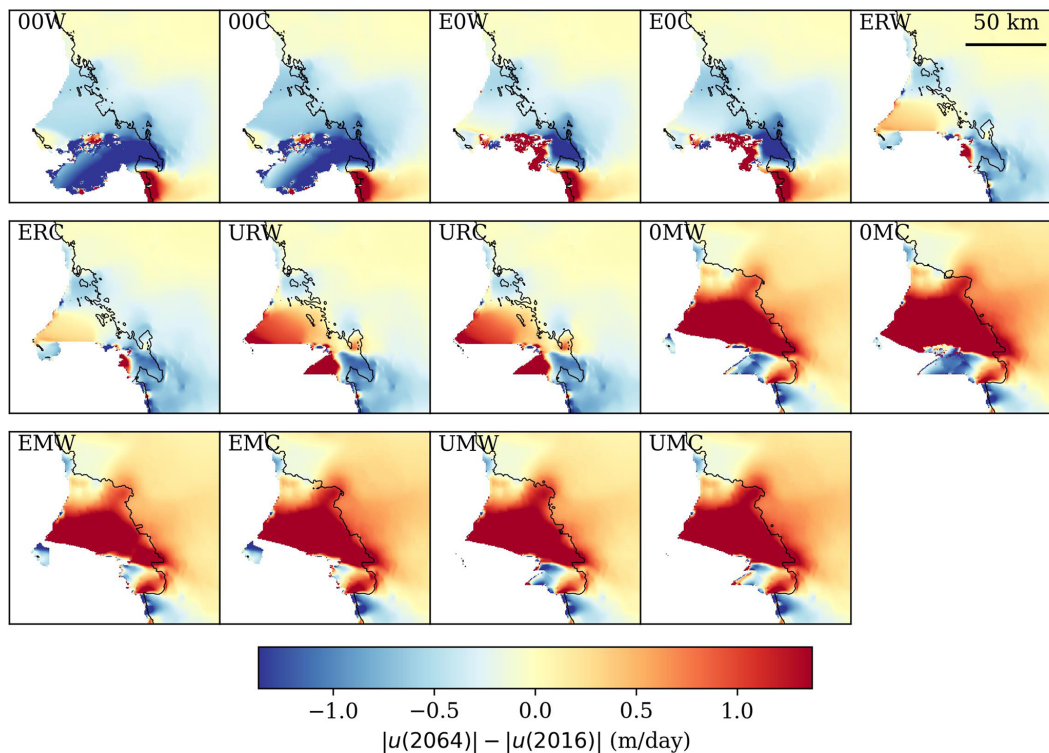 00W 00C E0W E0C ERW
50 km
ERC URW URC 0MW 0MC
EMW EMC UMW UMC
−1.0 −0.5 0.0 0.5 1.0
|u(2064)| − |u(2016)| (m/day)